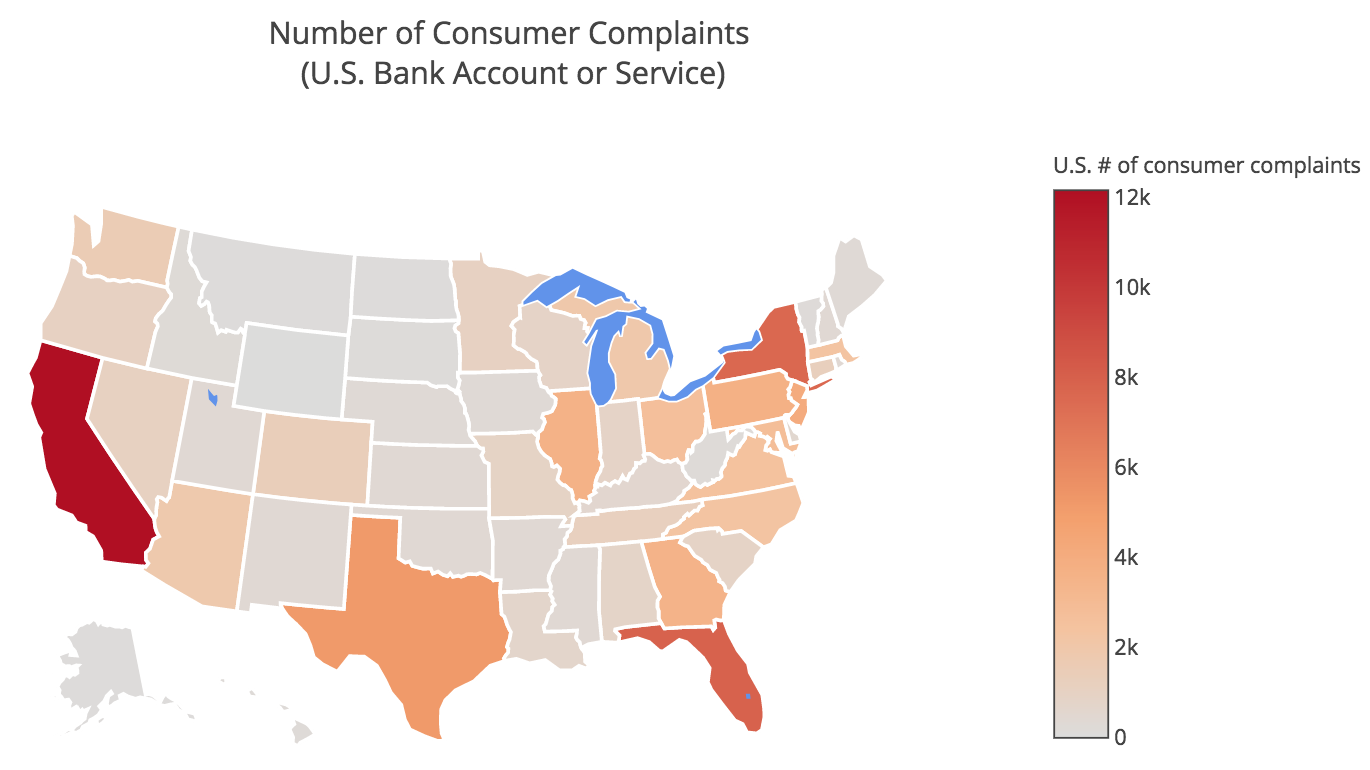 Number of Consumer Complaints
(U.S. Bank Account or Service)
U.S. # of consumer complaints
12k
10k
8k
6k
4k
2k
0